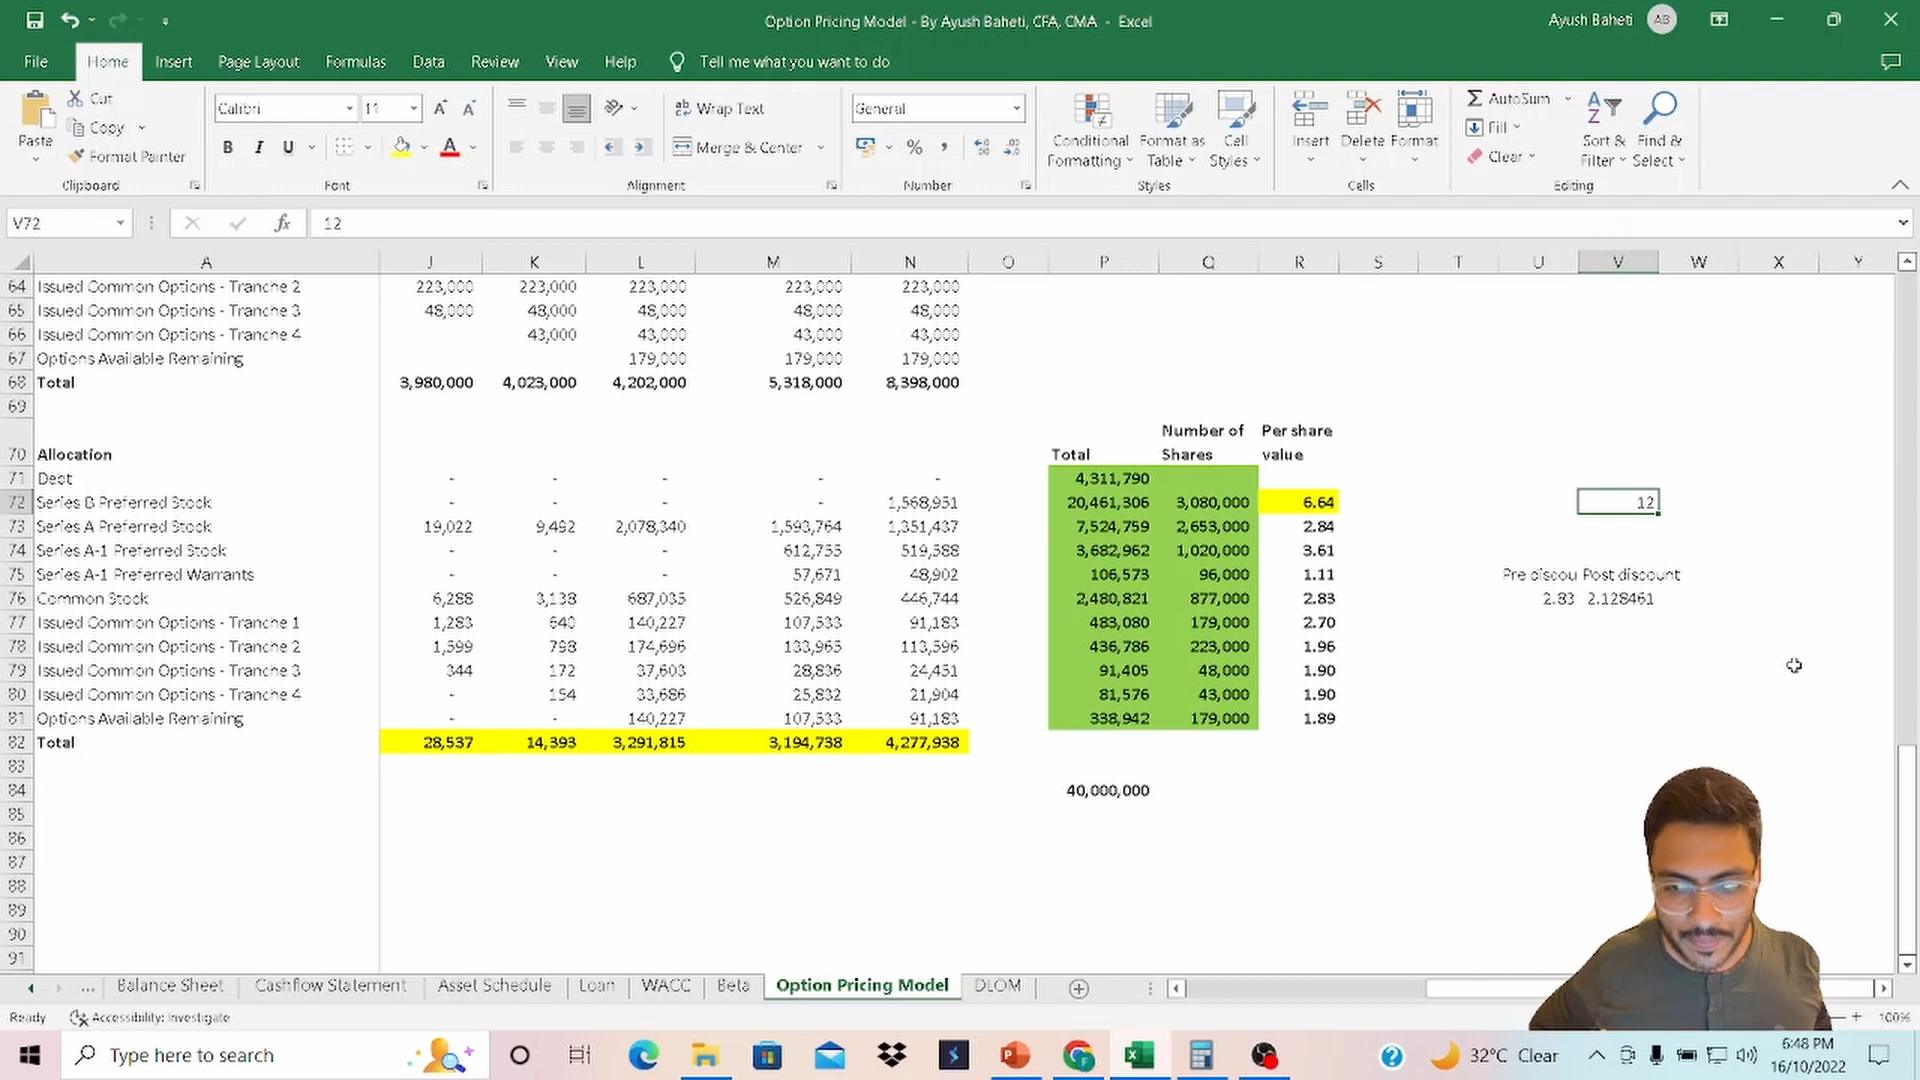 Option Pricing Model - By Ayush Baheti, CFA, CMA - Excel
Ayush Baheti AB
File Home Insert Page Layout Formulas Data Review View Help Tell me what you want to do
Paste
Cut
Copy
Format Painter
Clipboard
Calibri 11
B I U A
Font
Wrap Text
Merge & Center
Alignment
General
%
Number
Conditional Formatting
Format as Table
Cell Styles
Styles
Insert Delete Format
Cells
AutoSum
Fill
Clear
Sort & Filter
Find & Select
Editing
V72 fx 12
A J K L M N O P Q R S T U V W X Y
64 Issued Common Options - Tranche 2 223,000 223,000 223,000 223,000 223,000
65 Issued Common Options - Tranche 3 48,000 48,000 48,000 48,000 48,000
66 Issued Common Options - Tranche 4 43,000 43,000 43,000 43,000
67 Options Available Remaining 179,000 179,000 179,000
68 Total 3,980,000 4,023,000 4,202,000 5,318,000 8,398,000
69
70 Allocation Total Number of Shares Per share value
71 Debt - - - - - 4,311,790
72 Series B Preferred Stock - - - - 1,568,951 20,461,306 3,080,000 6.64 12
73 Series A Preferred Stock 19,022 9,492 2,078,340 1,593,764 1,351,437 7,524,759 2,653,000 2.84
74 Series A-1 Preferred Stock - - - 612,755 519,588 3,682,962 1,020,000 3.61
75 Series A-1 Preferred Warrants - - - 57,671 48,902 106,573 96,000 1.11 Pre discou Post discount
76 Common Stock 6,288 3,138 687,035 526,849 446,744 2,480,821 877,000 2.83 2.83 2.128461
77 Issued Common Options - Tranche 1 1,283 640 140,227 107,533 91,183 483,080 179,000 2.70
78 Issued Common Options - Tranche 2 1,599 798 174,696 133,965 113,596 436,786 223,000 1.96
79 Issued Common Options - Tranche 3 344 172 37,603 28,836 24,451 91,405 48,000 1.90
80 Issued Common Options - Tranche 4 - 154 33,686 25,832 21,904 81,576 43,000 1.90
81 Options Available Remaining - - 140,227 107,533 91,183 338,942 179,000 1.89
82 Total 28,537 14,393 3,291,815 3,194,738 4,277,938
83
84 40,000,000
85
86
87
88
89
90
91
... Balance Sheet Cashflow Statement Asset Schedule Loan WACC Beta Option Pricing Model DLOM
Ready Accessibility: Investigate 100%
Type here to search
32°C Clear
6:48 PM
16/10/2022